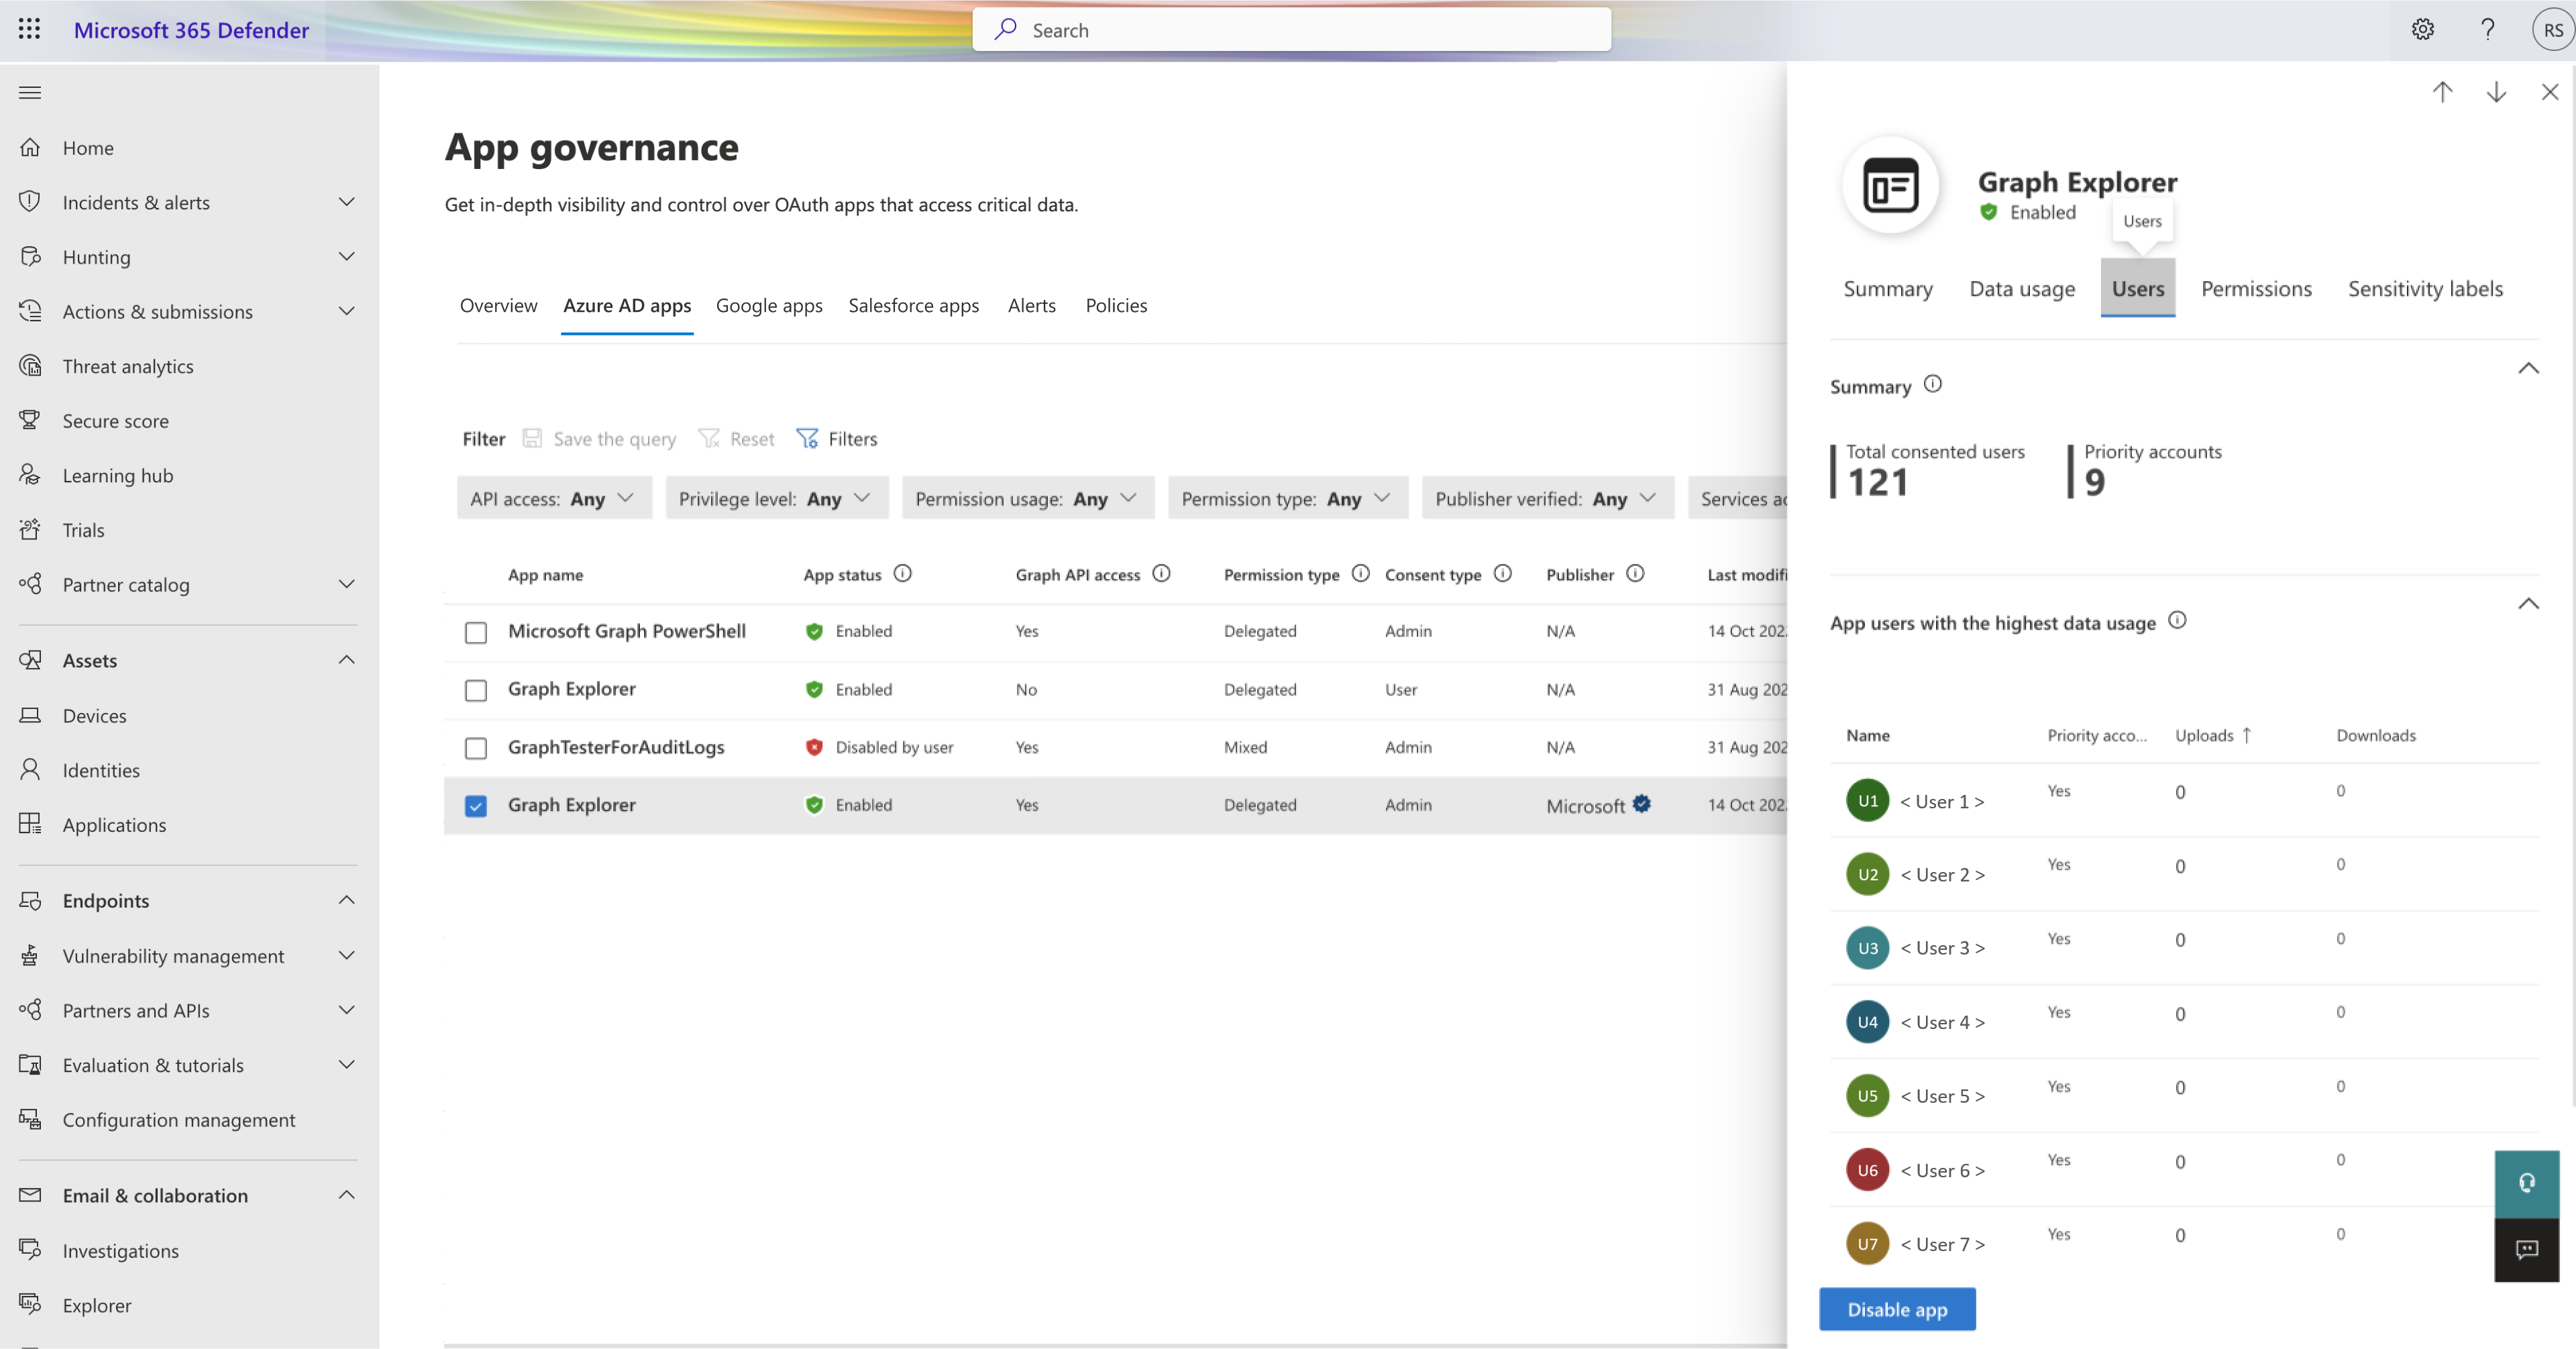 Microsoft 365 Defender
Search
RS
Home
Incidents & alerts
Hunting
Actions & submissions
Threat analytics
Secure score
Learning hub
Trials
Partner catalog
Assets
Devices
Identities
Applications
Endpoints
Vulnerability management
Partners and APIs
Evaluation & tutorials
Configuration management
Email & collaboration
Investigations
Explorer
App governance
Get in-depth visibility and control over OAuth apps that access critical data.
Overview Azure AD apps Google apps Salesforce apps Alerts Policies
Filter Save the query Reset Filters
API access: Any Privilege level: Any Permission usage: Any Permission type: Any Publisher verified: Any Services ac
App name App status Graph API access Permission type Consent type Publisher Last modifi
Microsoft Graph PowerShell Enabled Yes Delegated Admin N/A 14 Oct 202
Graph Explorer Enabled No Delegated User N/A 31 Aug 202
GraphTesterForAuditLogs Disabled by user Yes Mixed Admin N/A 31 Aug 202
Graph Explorer Enabled Yes Delegated Admin Microsoft 14 Oct 202
Graph Explorer
Enabled
Users
Summary Data usage Users Permissions Sensitivity labels
Summary
Total consented users Priority accounts
121 9
App users with the highest data usage
Name Priority acco... Uploads ↑ Downloads
U1 < User 1 > Yes 0 0
U2 < User 2 > Yes 0 0
U3 < User 3 > Yes 0 0
U4 < User 4 > Yes 0 0
U5 < User 5 > Yes 0 0
U6 < User 6 > Yes 0 0
U7 < User 7 > Yes 0 0
Disable app